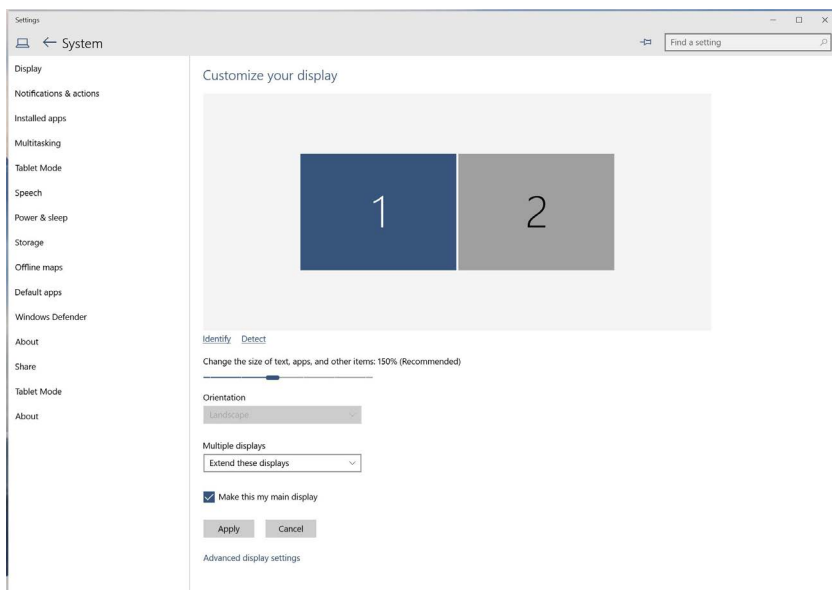 Settings
System
Find a setting
Display
Notifications & actions
Installed apps
Multitasking
Tablet Mode
Speech
Power & sleep
Storage
Offline maps
Default apps
Windows Defender
About
Share
Tablet Mode
About
Customize your display
1 2
Identify Detect
Change the size of text, apps, and other items: 150% (Recommended)
Orientation
Landscape
Multiple displays
Extend these displays
Make this my main display
Apply Cancel
Advanced display settings